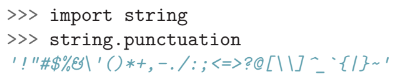 >>> import string
>>> string.punctuation
'!"#$%&\'()*+,-./:;<=>?@[\\]^_`{|}~'